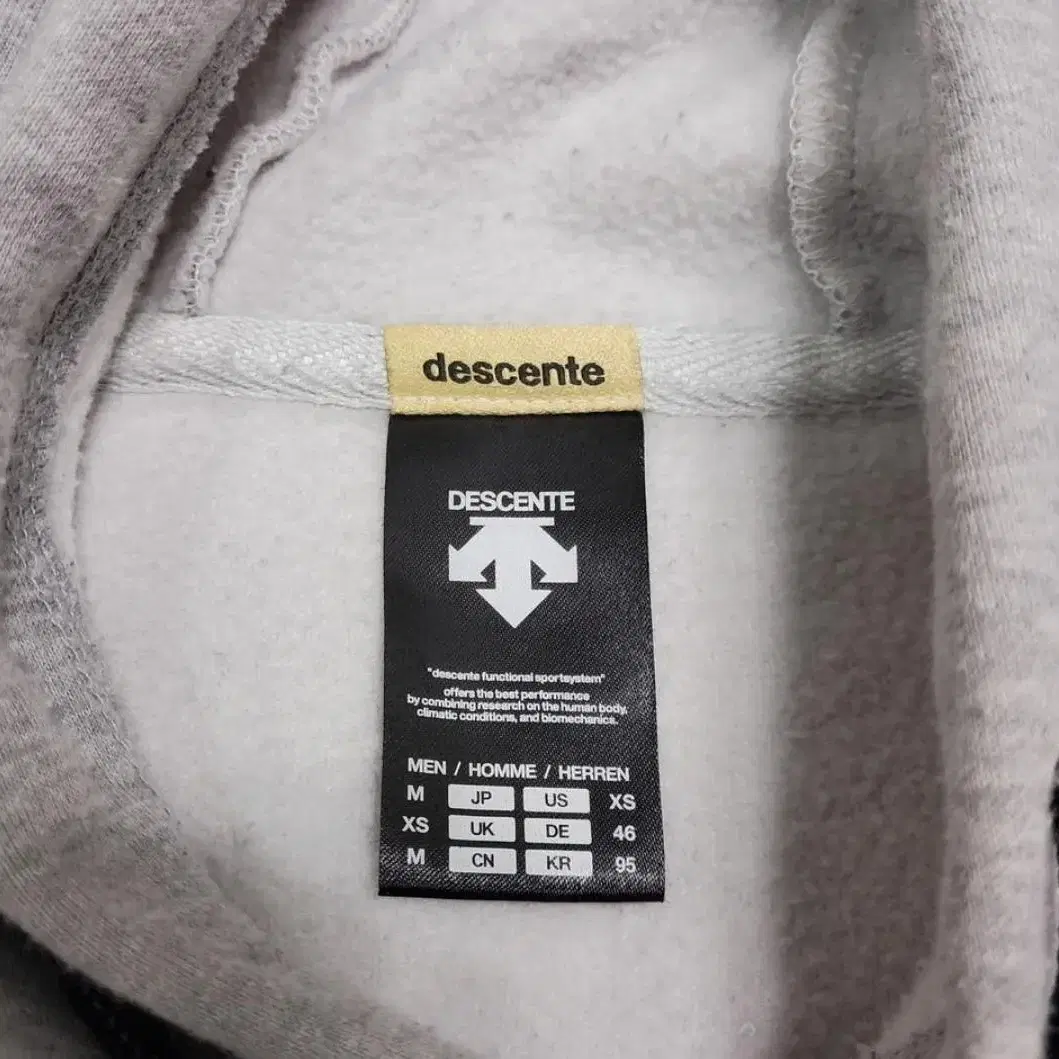 descente
DESCENTE
"descente functional sportsystem"
offers the best performance
by combining research on the human body,
climatic conditions, and biomechanics.
MEN / HOMME / HERREN
M JP US XS
XS UK DE 46
M CN KR 95